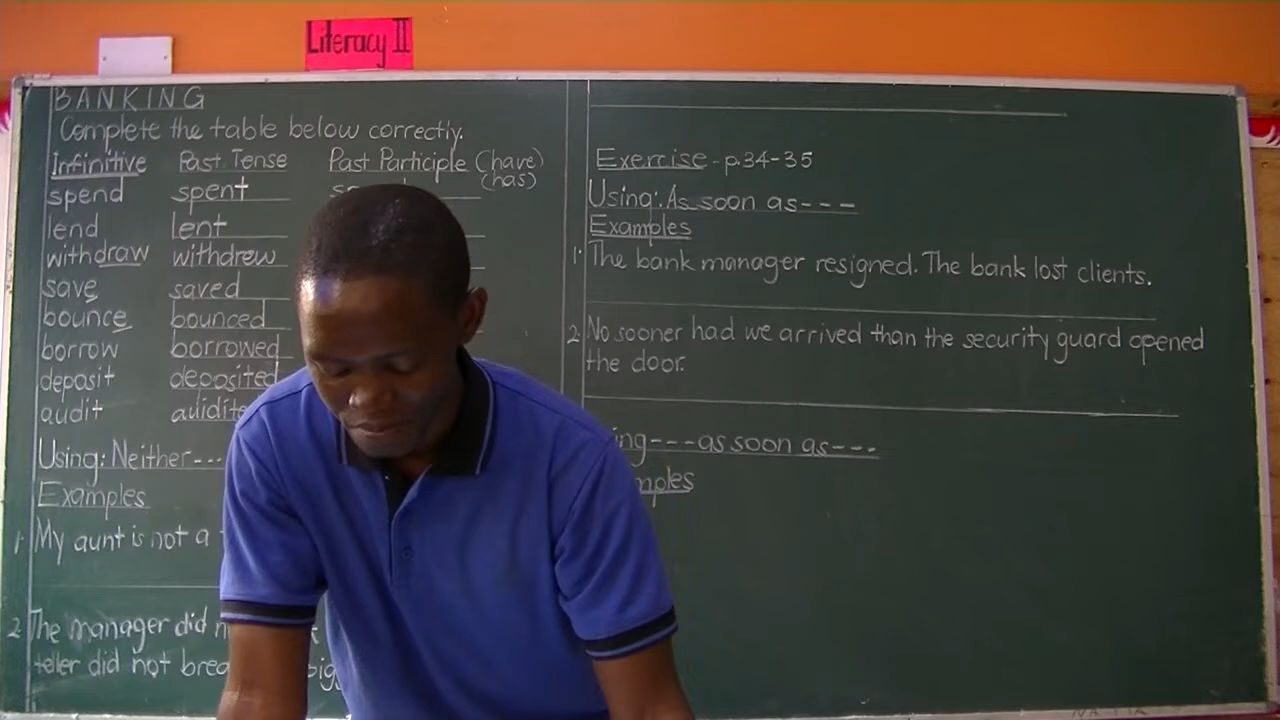 Literacy II
BANKING
Complete the table below correctly.
Infinitive Past Tense Past Participle (have)
(has)
spend spent
lend lent
withdraw withdrew
save saved
bounce bounced
borrow borrowed
deposit deposited
audit
Using: Neither---
Examples
1. My aunt is not a
2. The manager did
teller did not
Exercise - p.34-35
Using: As soon as---
Examples
1. The bank manager resigned. The bank lost clients.
2. No sooner had we arrived than the security guard opened
the door.
---as soon as---